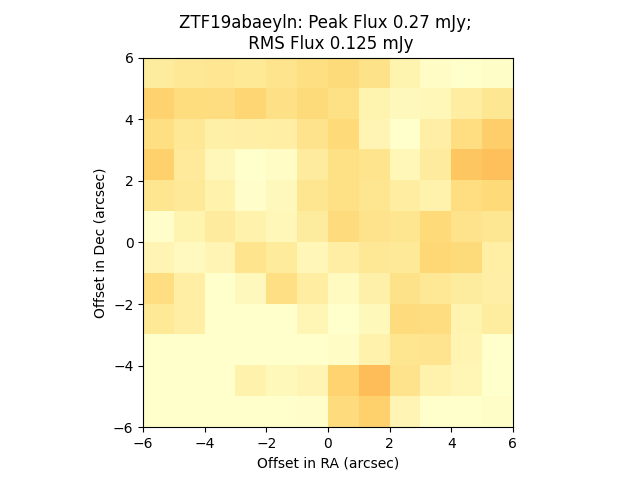 ZTF19abaeyln: Peak Flux 0.27 mJy;
RMS Flux 0.125 mJy
6
4
2
0
−2
−4
−6
Offset in Dec (arcsec)
−6 −4 −2 0 2 4 6
Offset in RA (arcsec)